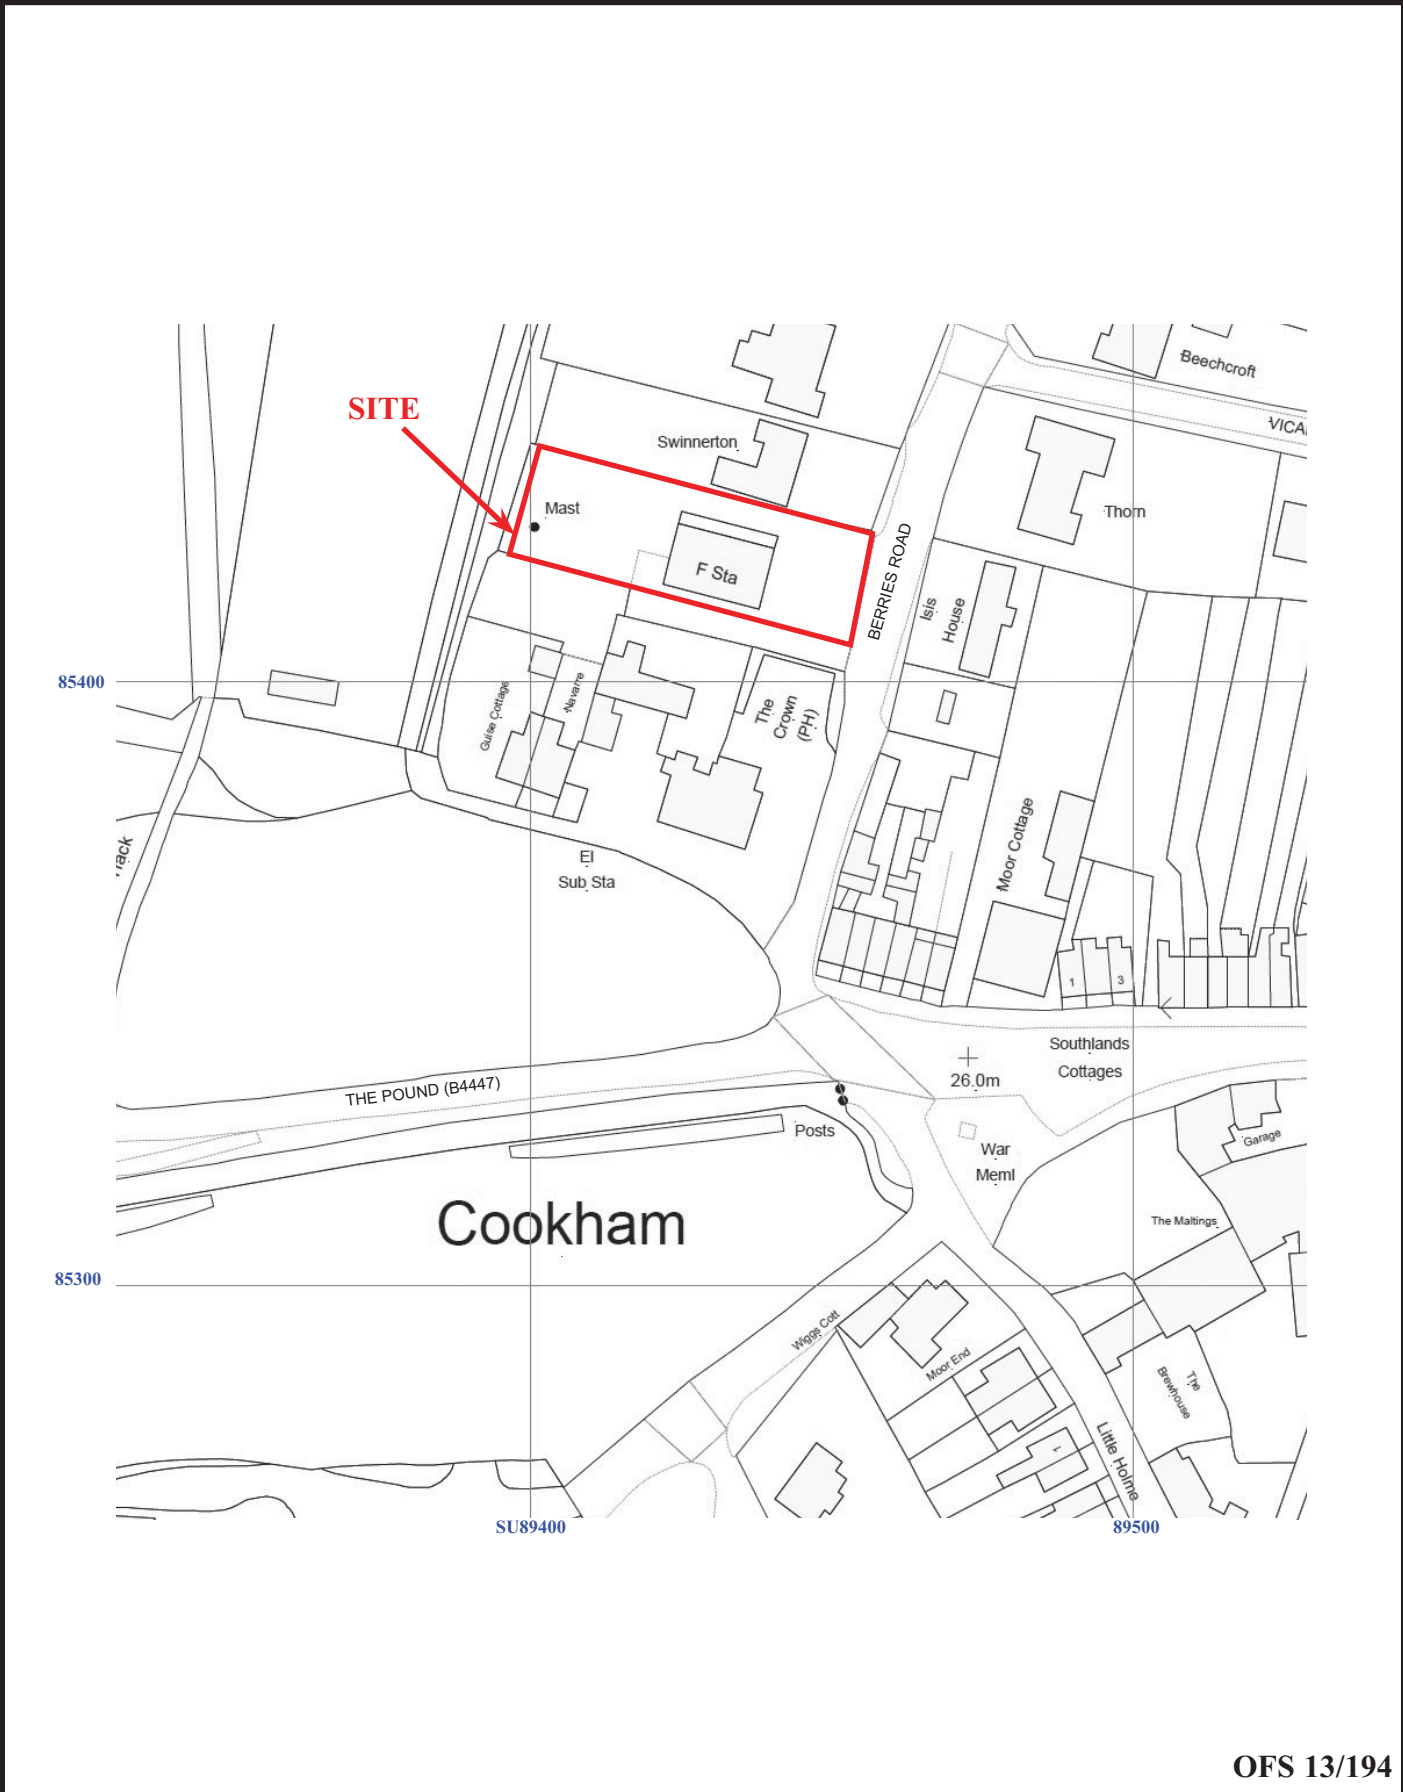 Beechcroft
SITE
VICA
Swinnerton
Mast
Thorn
F Sta
BERRIES ROAD
Isis
House
85400
Guise Cottage
Navarre
The
Crown
(PH)
Moor Cottage
El
Sub Sta
1
3
Southlands
Cottages
26.0m
THE POUND (B4447)
Posts
War
Meml
Garage
Cookham
The Maltings
85300
Wiggs Cott
Moor End
The
Brewhouse
1
Little Holme
SU89400
89500
OFS 13/194